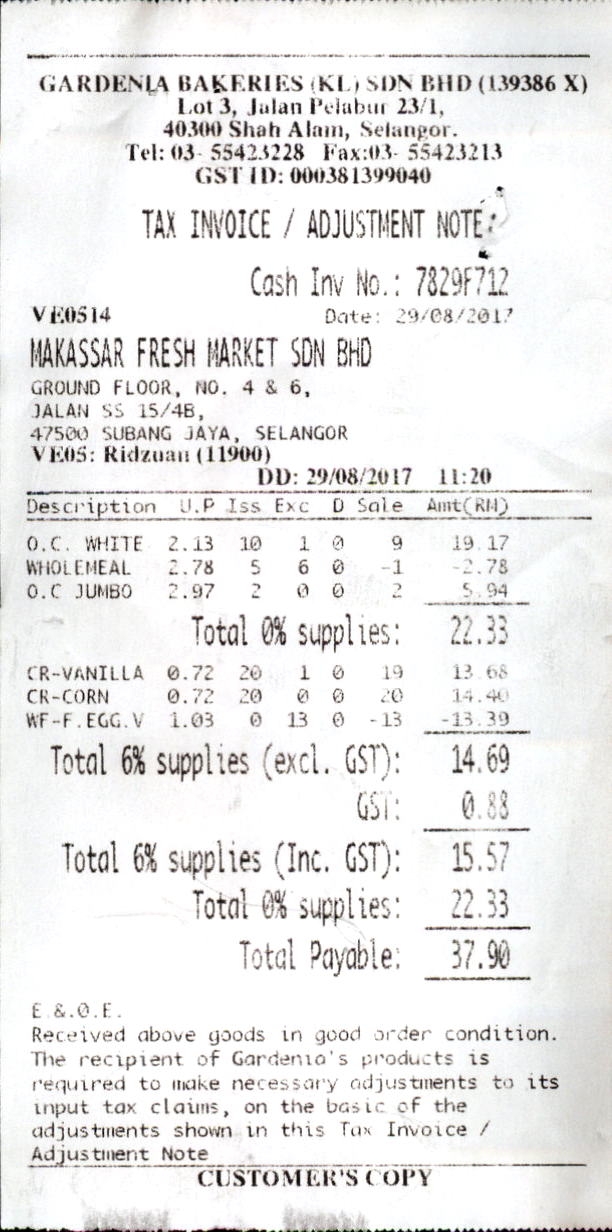 GARDENIA BAKERIES (KL) SDN BHD (139386 X)
Lot 3, Jalan Pelabur 23/1,
40300 Shah Alam, Selangor.
Tel: 03- 55423228 Fax:03- 55423213
GST ID: 000381399040
TAX INVOICE / ADJUSTMENT NOTE:
Cash Inv No.: 7829F712
VE0514 Date: 29/08/2017
MAKASSAR FRESH MARKET SDN BHD
GROUND FLOOR, NO. 4 & 6,
JALAN SS 15/4B,
47500 SUBANG JAYA, SELANGOR
VE05: Ridzuan (11900)
DD: 29/08/2017 11:20
Description U.P Iss Exc D Sale Amt(RM)
O.C. WHITE 2.13 10 1 0 9 19.17
WHOLEMEAL 2.78 5 6 0 -1 -2.78
O.C JUMBO 2.97 2 0 0 2 5.94
Total 0% supplies: 22.33
CR-VANILLA 0.72 20 1 0 19 13.68
CR-CORN 0.72 20 0 0 20 14.40
WF-F.EGG.V 1.03 0 13 0 -13 -13.39
Total 6% supplies (excl. GST): 14.69
GST: 0.88
Total 6% supplies (Inc. GST): 15.57
Total 0% supplies: 22.33
Total Payable: 37.90
E.&.O.E.
Received above goods in good order condition.
The recipient of Gardenia's products is
required to make necessary adjustments to its
input tax claims, on the basic of the
adjustments shown in this Tax Invoice /
Adjustment Note
CUSTOMER'S COPY